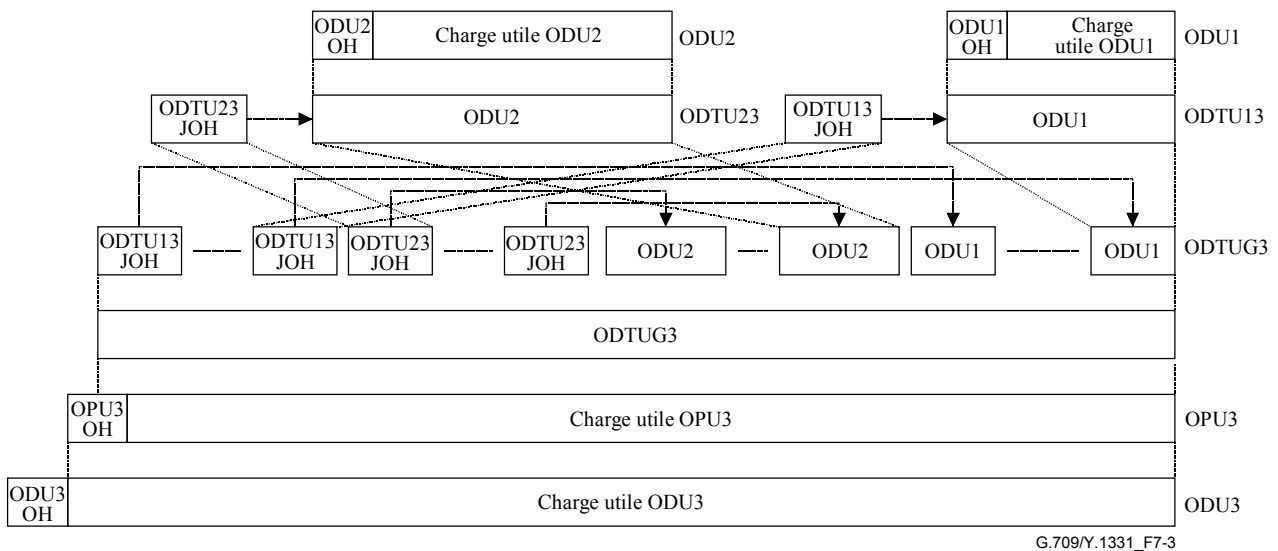 ODU2 OH
Charge utile ODU2
ODU2
ODU1 OH
Charge utile ODU1
ODU1
ODTU23 JOH
ODU2
ODTU23
ODTU13 JOH
ODU1
ODTU13
ODTU13 JOH
ODTU13 JOH
ODTU23 JOH
ODTU23 JOH
ODU2
ODU2
ODU1
ODU1
ODTUG3
ODTUG3
OPU3 OH
Charge utile OPU3
OPU3
ODU3 OH
Charge utile ODU3
ODU3
G.709/Y.1331_F7-3